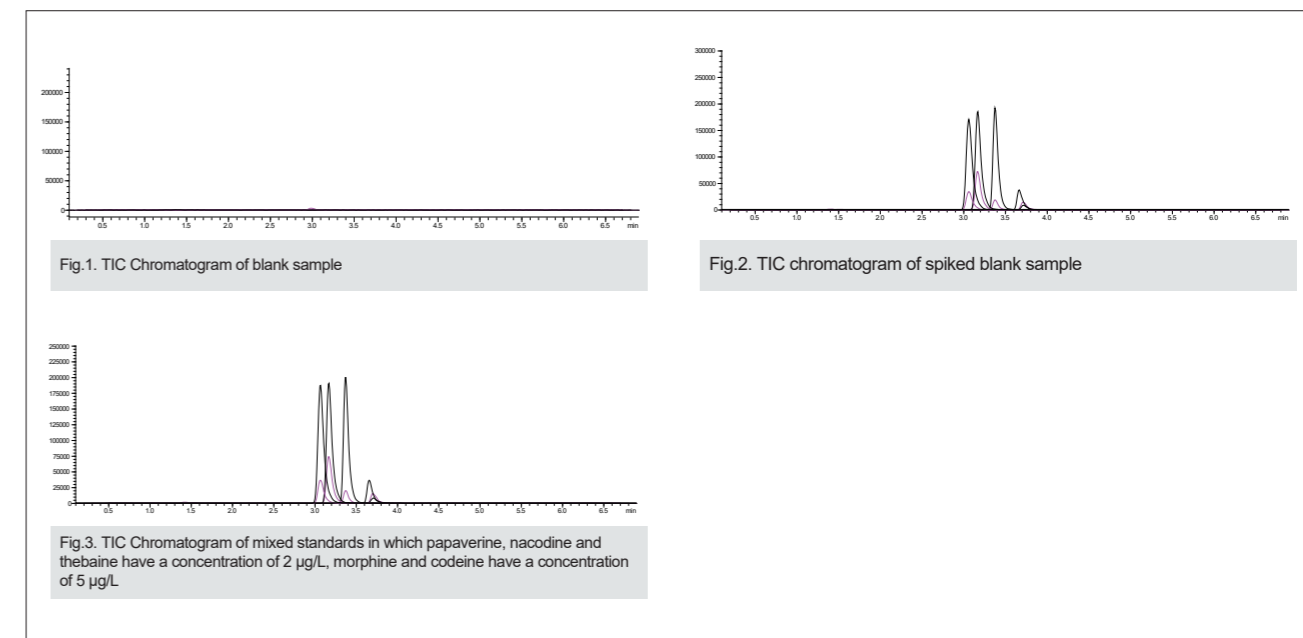 200000
150000
100000
50000
0
0.5 1.0 1.5 2.0 2.5 3.0 3.5 4.0 4.5 5.0 5.5 6.0 6.5 min
Fig.1. TIC Chromatogram of blank sample
300000
250000
200000
150000
100000
50000
0
0.5 1.0 1.5 2.0 2.5 3.0 3.5 4.0 4.5 5.0 5.5 6.0 6.5 min
Fig.2. TIC chromatogram of spiked blank sample
250000
225000
200000
175000
150000
125000
100000
75000
50000
25000
0
0.5 1.0 1.5 2.0 2.5 3.0 3.5 4.0 4.5 5.0 5.5 6.0 6.5 min
Fig.3. TIC Chromatogram of mixed standards in which papaverine, nacodine and
thebaine have a concentration of 2 µg/L, morphine and codeine have a concentration
of 5 µg/L